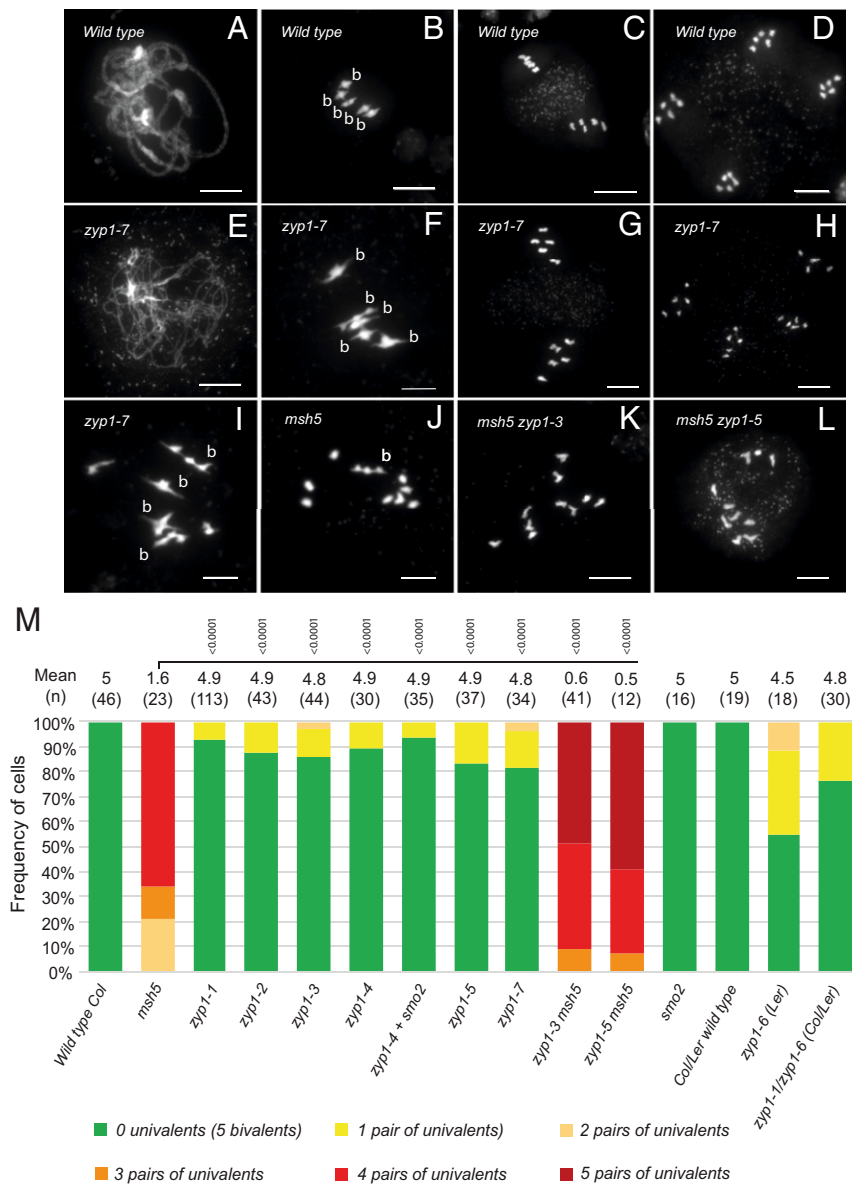 Wild type A
Wild type B
Wild type C
Wild type D
b
b
b b b
zyp1-7 E
zyp1-7 F
zyp1-7 G
zyp1-7 H
b
b b
b b
zyp1-7 I
msh5 J
msh5 zyp1-3 K
msh5 zyp1-5 L
b
b
b
b
b
M
<0.0001 <0.0001 <0.0001 <0.0001 <0.0001 <0.0001 <0.0001 <0.0001 <0.0001
Mean 5 1.6 4.9 4.9 4.8 4.9 4.9 4.9 4.8 0.6 0.5 5 5 4.5 4.8
(n) (46) (23) (113) (43) (44) (30) (35) (37) (34) (41) (12) (16) (19) (18) (30)
Frequency of cells
100%
90%
80%
70%
60%
50%
40%
30%
20%
10%
0%
Wild type Col
msh5
zyp1-1
zyp1-2
zyp1-3
zyp1-4
zyp1-4 + smo2
zyp1-5
zyp1-7
zyp1-3 msh5
zyp1-5 msh5
smo2
Col/Ler wild type
zyp1-6 (Ler)
zyp1-1/zyp1-6 (Col/Ler)
0 univalents (5 bivalents) 1 pair of univalents) 2 pairs of univalents
3 pairs of univalents 4 pairs of univalents 5 pairs of univalents